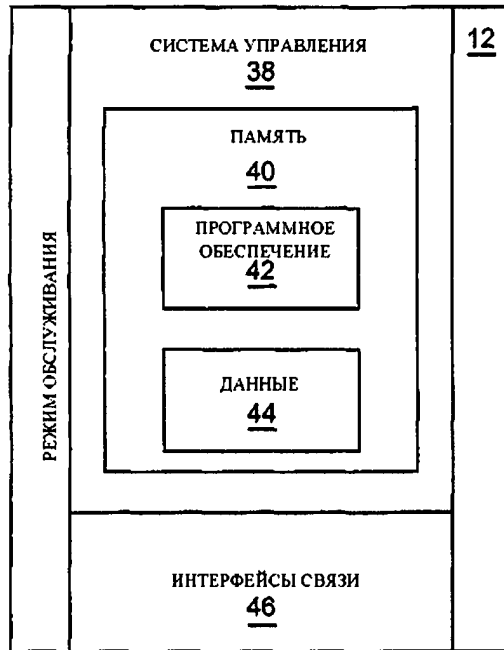 СИСТЕМА УПРАВЛЕНИЯ
38
12
ПАМЯТЬ
40
ПРОГРАММНОЕ
ОБЕСПЕЧЕНИЕ
42
ДАННЫЕ
44
РЕЖИМ ОБСЛУЖИВАНИЯ
ИНТЕРФЕЙСЫ СВЯЗИ
46